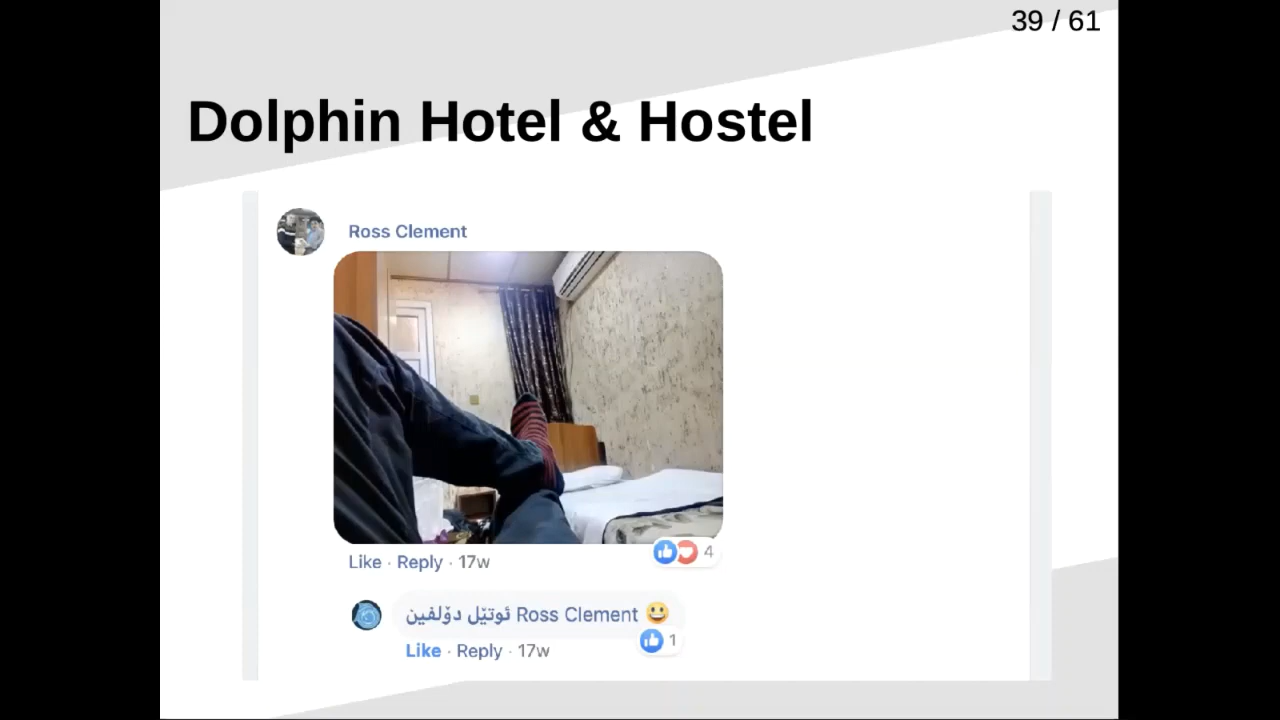 39 / 61
Dolphin Hotel & Hostel
Ross Clement
Like · Reply · 17w
4
ئوتێل دۆلفین Ross Clement 😀
1
Like · Reply · 17w